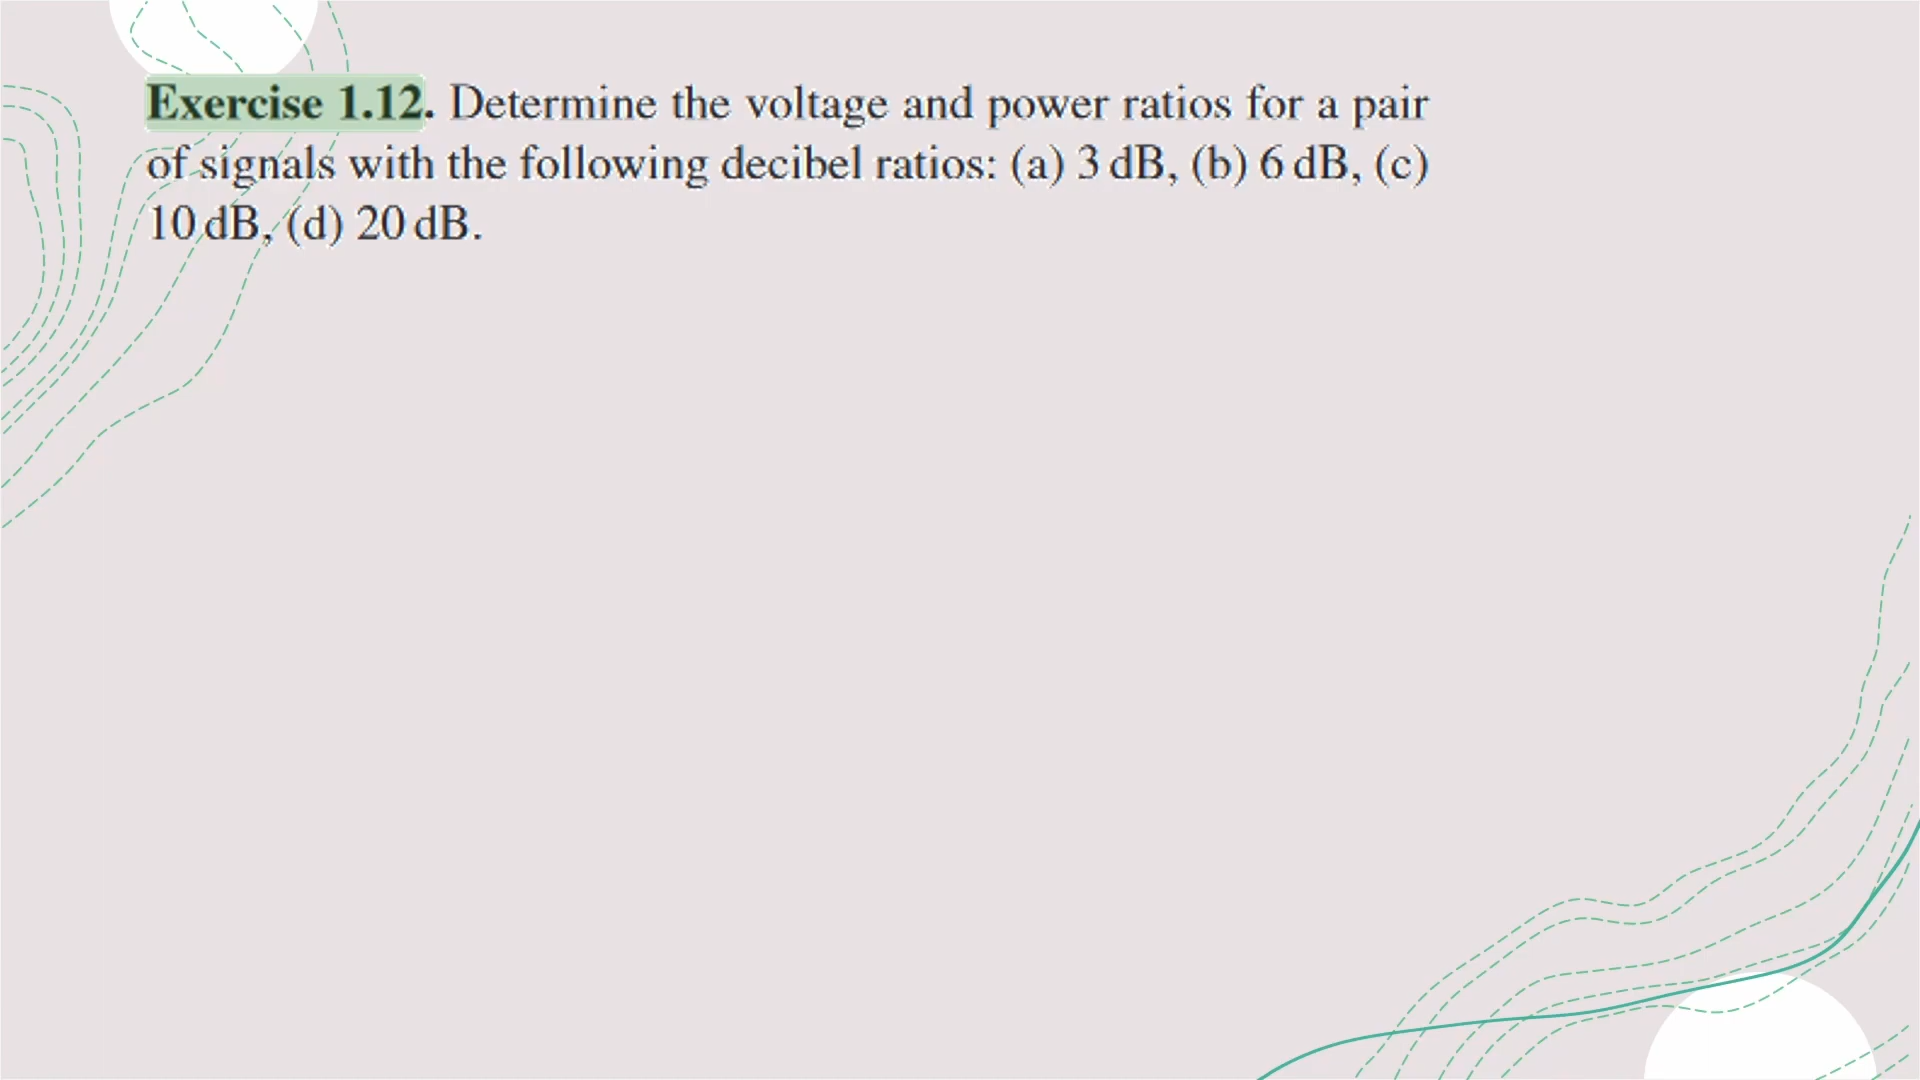 Exercise 1.12. Determine the voltage and power ratios for a pair
of signals with the following decibel ratios: (a) 3 dB, (b) 6 dB, (c)
10 dB, (d) 20 dB.